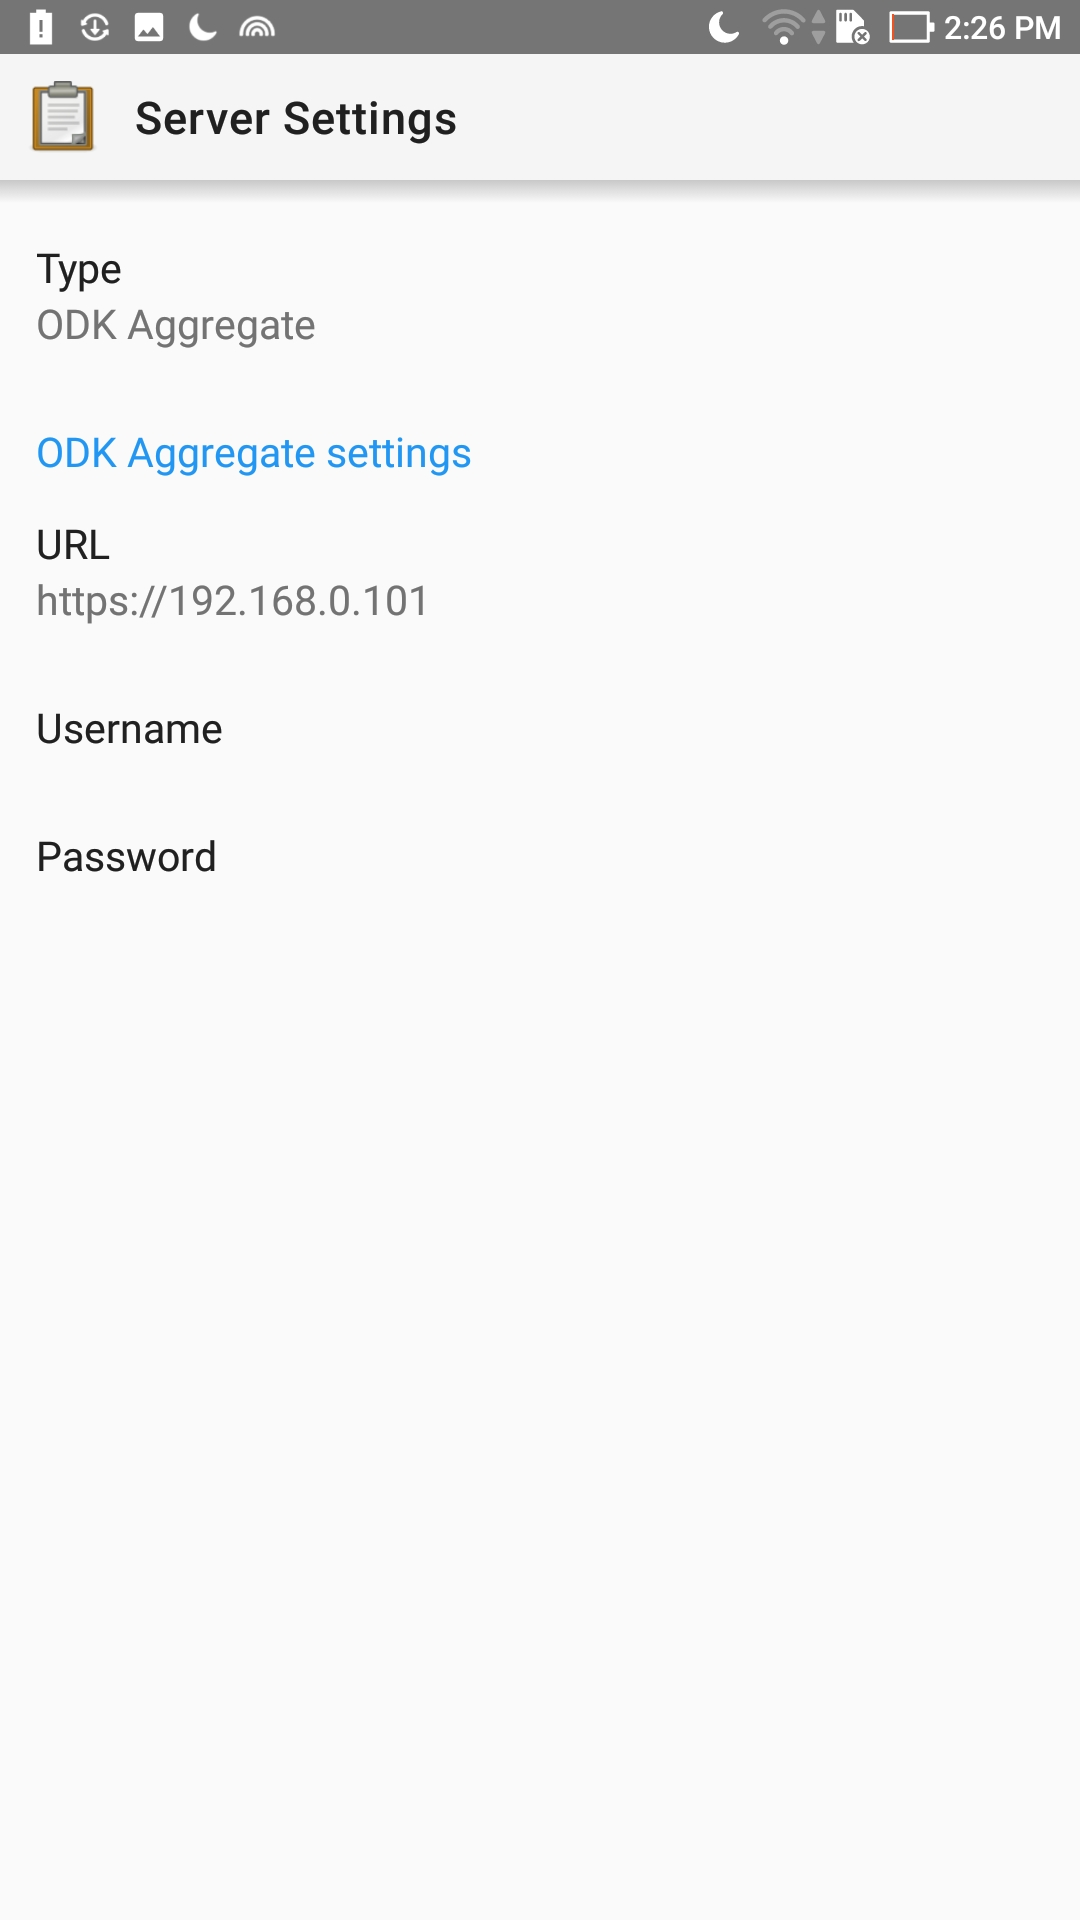 2:26 PM
Server Settings
Type
ODK Aggregate
ODK Aggregate settings
URL
https://192.168.0.101
Username
Password